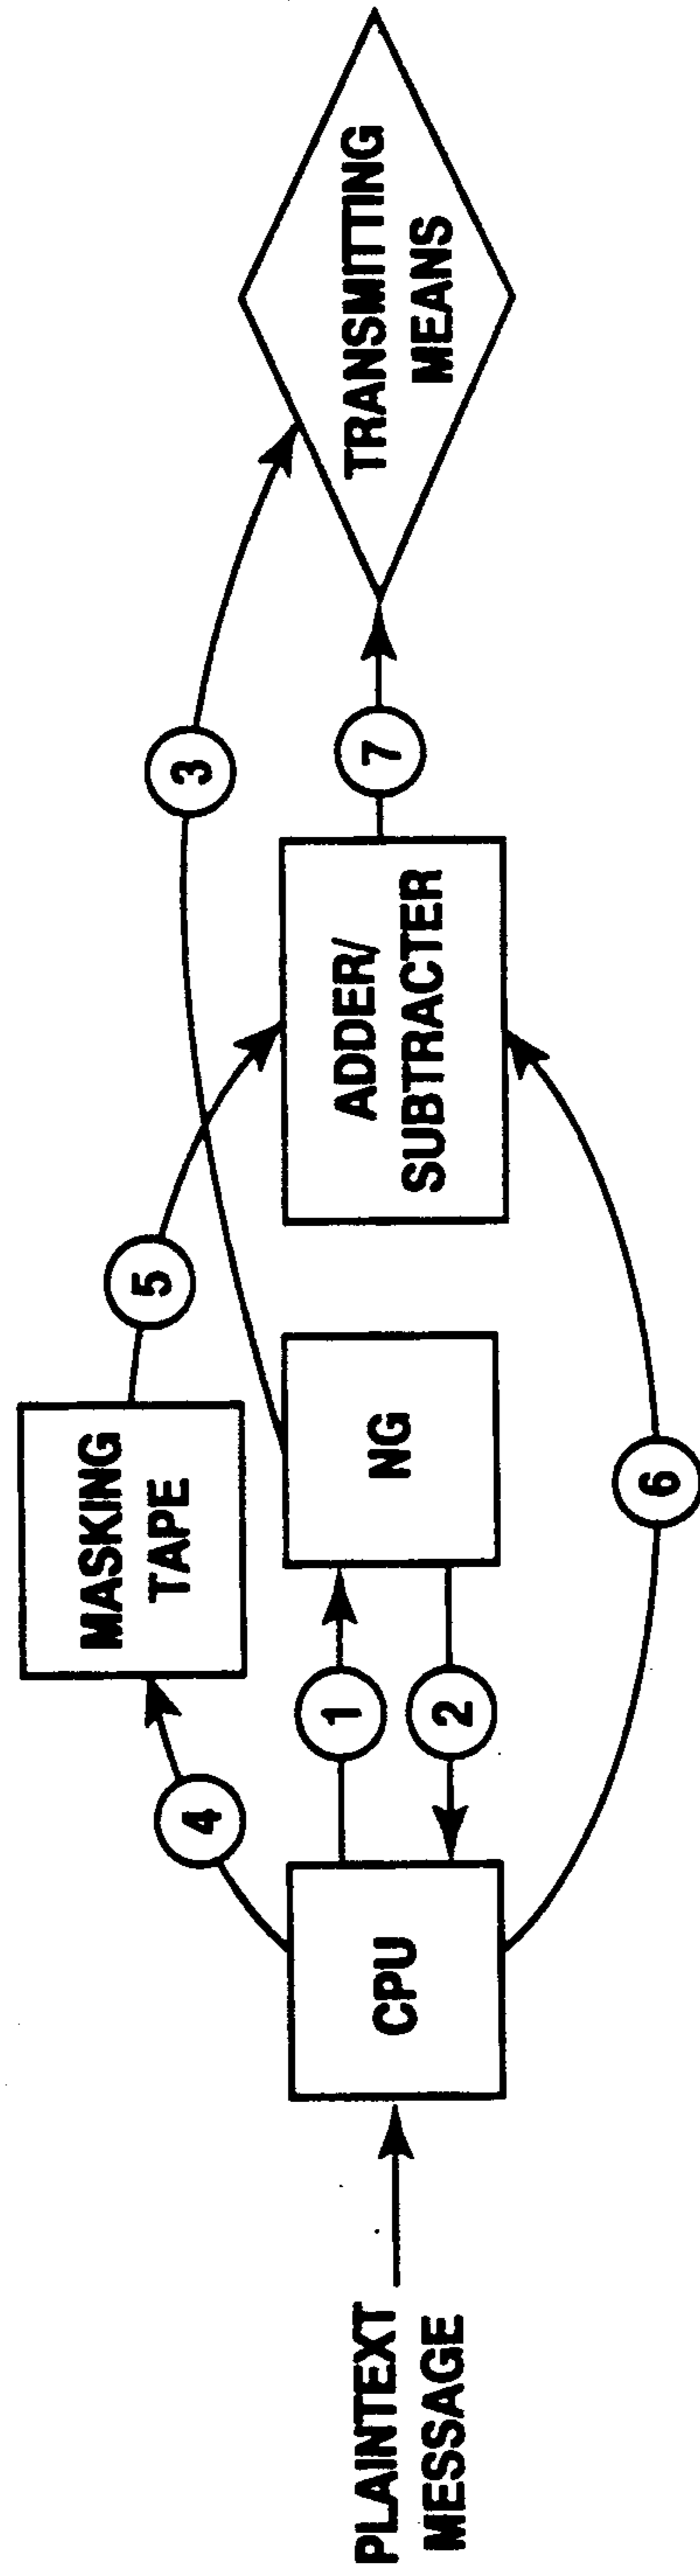 PLAINTEXT
MESSAGE
CPU
1
2
4
MASKING
TAPE
NG
5
3
6
ADDER/
SUBTRACTER
7
TRANSMITTING
MEANS